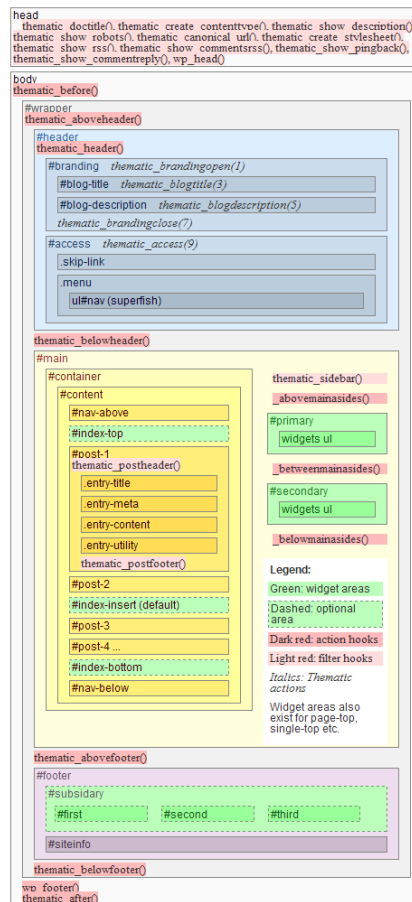 head
thematic_doctitle(), thematic_create_contenttype(), thematic_show_description()
thematic_show_robots(), thematic_canonical_url(), thematic_create_stylesheet(),
thematic_show_rss(), thematic_show_commentsrss(), thematic_show_pingback(),
thematic_show_commentreply(), wp_head()
body
thematic_before()
#wrapper
thematic_aboveheader()
#header
thematic_header()
#branding thematic_brandingopen(1)
#blog-title thematic_blogtitle(3)
#blog-description thematic_blogdescription(5)
thematic_brandingclose(7)
#access thematic_access(9)
.skip-link
.menu
ul#nav (superfish)
thematic_belowheader()
#main
#container
#content
#nav-above
#index-top
#post-1
thematic_postheader()
.entry-title
.entry-meta
.entry-content
.entry-utility
thematic_postfooter()
#post-2
#index-insert (default)
#post-3
#post-4 ...
#index-bottom
#nav-below
thematic_sidebar()
_abovemainasides()
#primary
widgets ul
_betweenmainasides()
#secondary
widgets ul
_belowmainasides()
Legend:
Green: widget areas
Dashed: optional
area
Dark red: action hooks
Light red: filter hooks
Italics: Thematic
actions
Widget areas also
exist for page-top,
single-top etc.
thematic_abovefooter()
#footer
#subsidary
#first #second #third
#siteinfo
thematic_belowfooter()
wp_footer()
thematic_after()